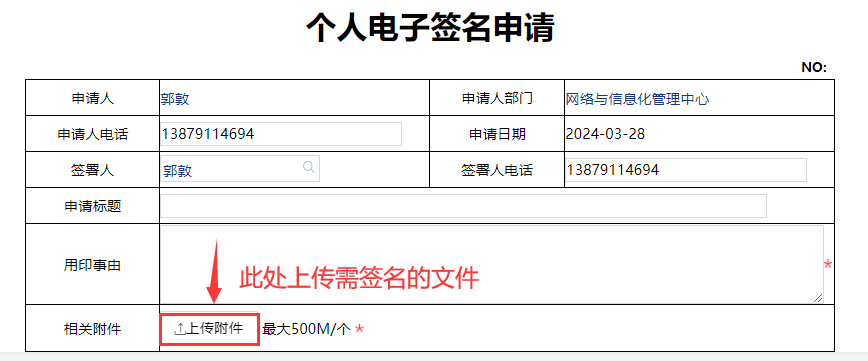 个人电子签名申请
NO:
申请人 郭敦 申请人部门 网络与信息化管理中心
申请人电话 13879114694 申请日期 2024-03-28
签署人 郭敦 签署人电话 13879114694
申请标题
用印事由 *
此处上传需签名的文件
相关附件 上传附件 最大500M/个 *